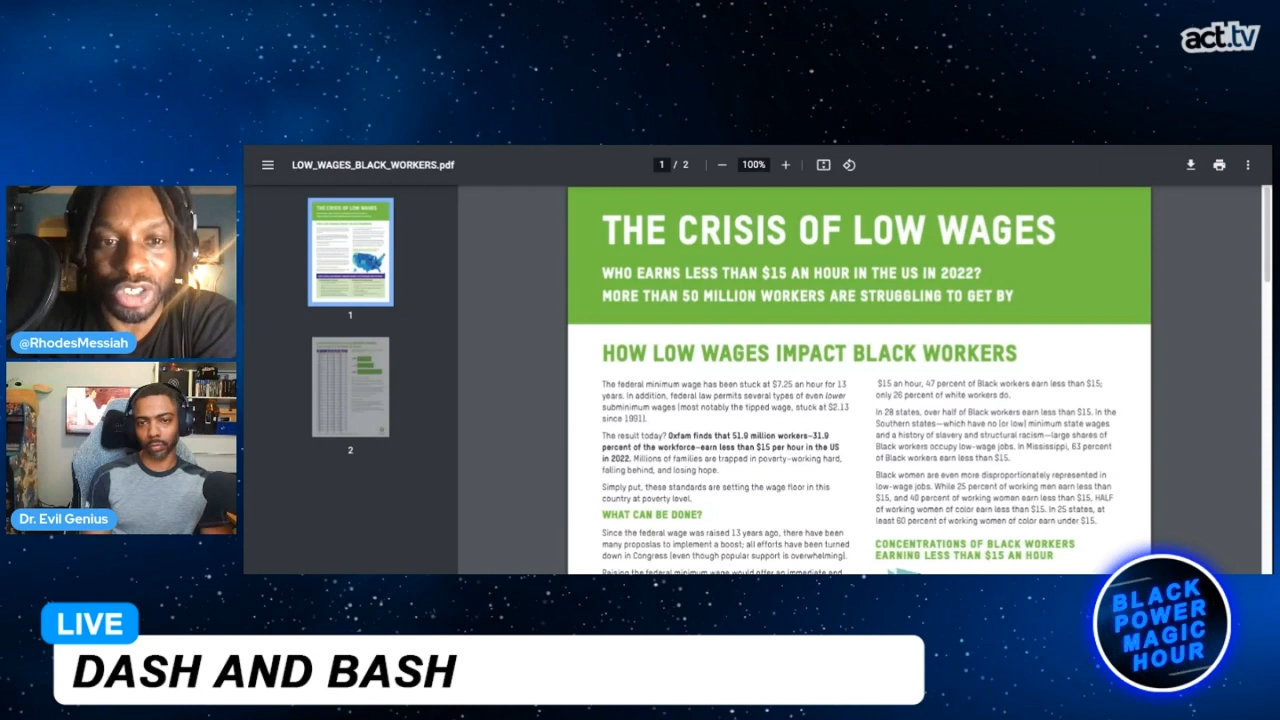 act.tv
LOW_WAGES_BLACK_WORKERS.pdf
1 / 2
100%
@RhodesMessiah
Dr. Evil Genius
1
2
THE CRISIS OF LOW WAGES
WHO EARNS LESS THAN $15 AN HOUR IN THE US IN 2022?
MORE THAN 50 MILLION WORKERS ARE STRUGGLING TO GET BY
HOW LOW WAGES IMPACT BLACK WORKERS
The federal minimum wage has been stuck at $7.25 an hour for 13
years. In addition, federal law permits several types of even lower
subminimum wages (most notably the tipped wage, stuck at $2.13
since 1991).
The result today? Oxfam finds that 51.9 million workers—31.9
percent of the workforce—earn less than $15 per hour in the US
in 2022. Millions of families are trapped in poverty—working hard,
falling behind, and losing hope.
Simply put, these standards are setting the wage floor in this
country at poverty level.
WHAT CAN BE DONE?
Since the federal wage was raised 13 years ago, there have been
many proposlas to implement a boost; all efforts have been turned
down in Congress (even though popular support is overwhelming).
Raising the federal minimum wage would offer an immediate and
$15 an hour, 47 percent of Black workers earn less than $15;
only 26 percent of white workers do.
In 28 states, over half of Black workers earn less than $15. In the
Southern states—which have no (or low) minimum state wages
and a history of slavery and structural racism—large shares of
Black workers occupy low-wage jobs. In Mississippi, 63 percent
of Black workers earn less than $15.
Black women are even more disproportionately represented in
low-wage jobs. While 25 percent of working men earn less than
$15, and 40 percent of working women earn less than $15, HALF
of working women of color earn less than $15. In 25 states, at
least 60 percent of working women of color earn under $15.
CONCENTRATIONS OF BLACK WORKERS
EARNING LESS THAN $15 AN HOUR
LIVE
DASH AND BASH
BLACK
POWER
MAGIC
HOUR